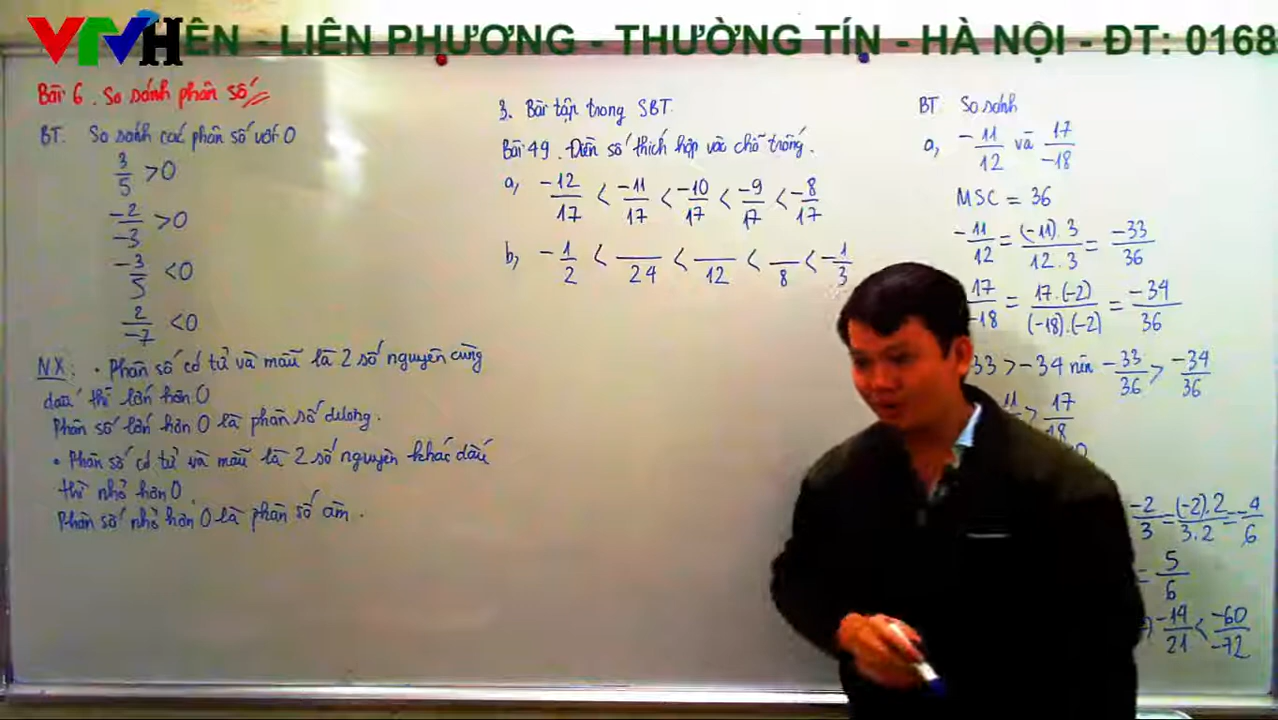 VTVH
ÊN - LIÊN PHƯƠNG - THƯỜNG TÍN - HÀ NỘI - ĐT: 0168
Bài 6. So sánh phân số
BT. So sánh các phân số với 0
3/5 > 0
-2/-3 > 0
-3/5 < 0
2/-7 < 0
NX: • Phân số có tử và mẫu là 2 số nguyên cùng
dấu thì lớn hơn 0
Phân số lớn hơn 0 là phân số dương.
• Phân số có tử và mẫu là 2 số nguyên khác dấu
thì nhỏ hơn 0.
Phân số nhỏ hơn 0 là phân số âm.
3. Bài tập trong SBT.
Bài 49. Điền số thích hợp vào chỗ trống.
a, -12/17 < -11/17 < -10/17 < -9/17 < -8/17
b, -1/2 < /24 < /12 < /8 < -1/3
BT. So sánh
a, -11/12 và 17/-18
MSC = 36
-11/12 = (-11).3/12.3 = -33/36
17/-18 = 17.(-2)/(-18).(-2) = -34/36
33 > -34 nên -33/36 > -34/36
> 17/18
-2/3 = (-2).2/3.2 = -4/6
= 5/6
-14/21 < -60/-72